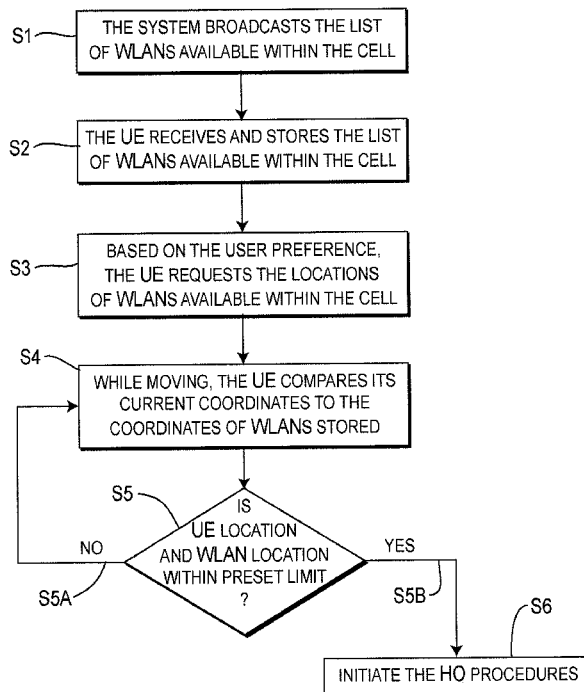 S1
THE SYSTEM BROADCASTS THE LIST
OF WLANS AVAILABLE WITHIN THE CELL
S2
THE UE RECEIVES AND STORES THE LIST
OF WLANS AVAILABLE WITHIN THE CELL
S3
BASED ON THE USER PREFERENCE,
THE UE REQUESTS THE LOCATIONS
OF WLANS AVAILABLE WITHIN THE CELL
S4
WHILE MOVING, THE UE COMPARES ITS
CURRENT COORDINATES TO THE
COORDINATES OF WLANS STORED
S5
IS
UE LOCATION
AND WLAN LOCATION
WITHIN PRESET LIMIT
?
NO
S5A
YES
S5B
S6
INITIATE THE HO PROCEDURES